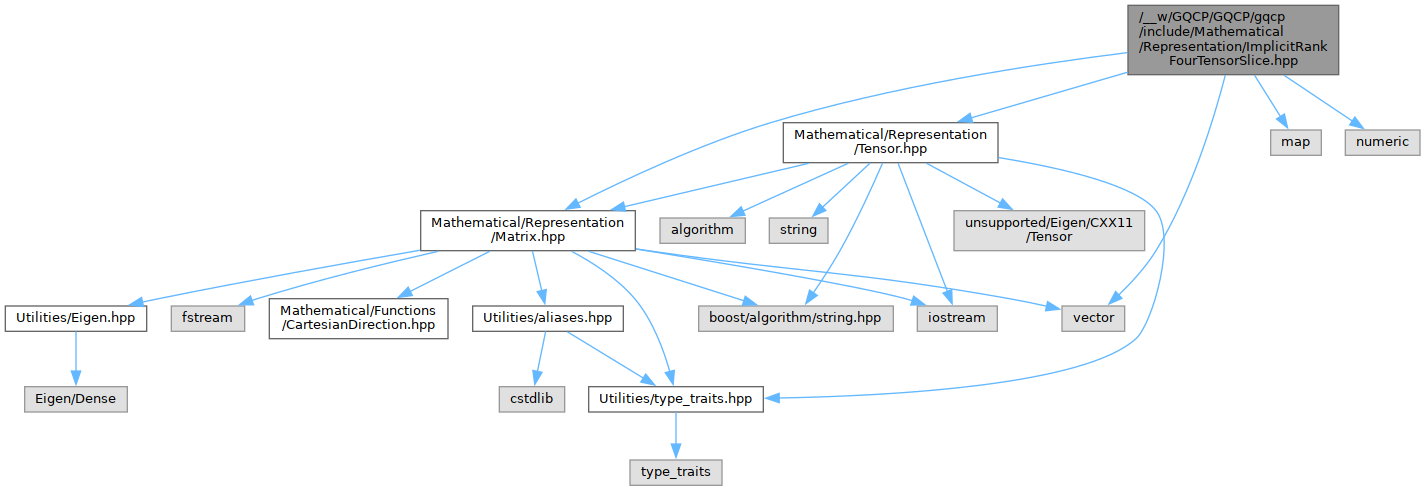 /__w/GQCP/GQCP/gqcp
/include/Mathematical
/Representation/ImplicitRank
FourTensorSlice.hpp
Mathematical/Representation
/Tensor.hpp
map
numeric
Mathematical/Representation
/Matrix.hpp
algorithm
string
unsupported/Eigen/CXX11
/Tensor
Utilities/Eigen.hpp
fstream
Mathematical/Functions
/CartesianDirection.hpp
Utilities/aliases.hpp
boost/algorithm/string.hpp
iostream
vector
Eigen/Dense
cstdlib
Utilities/type_traits.hpp
type_traits